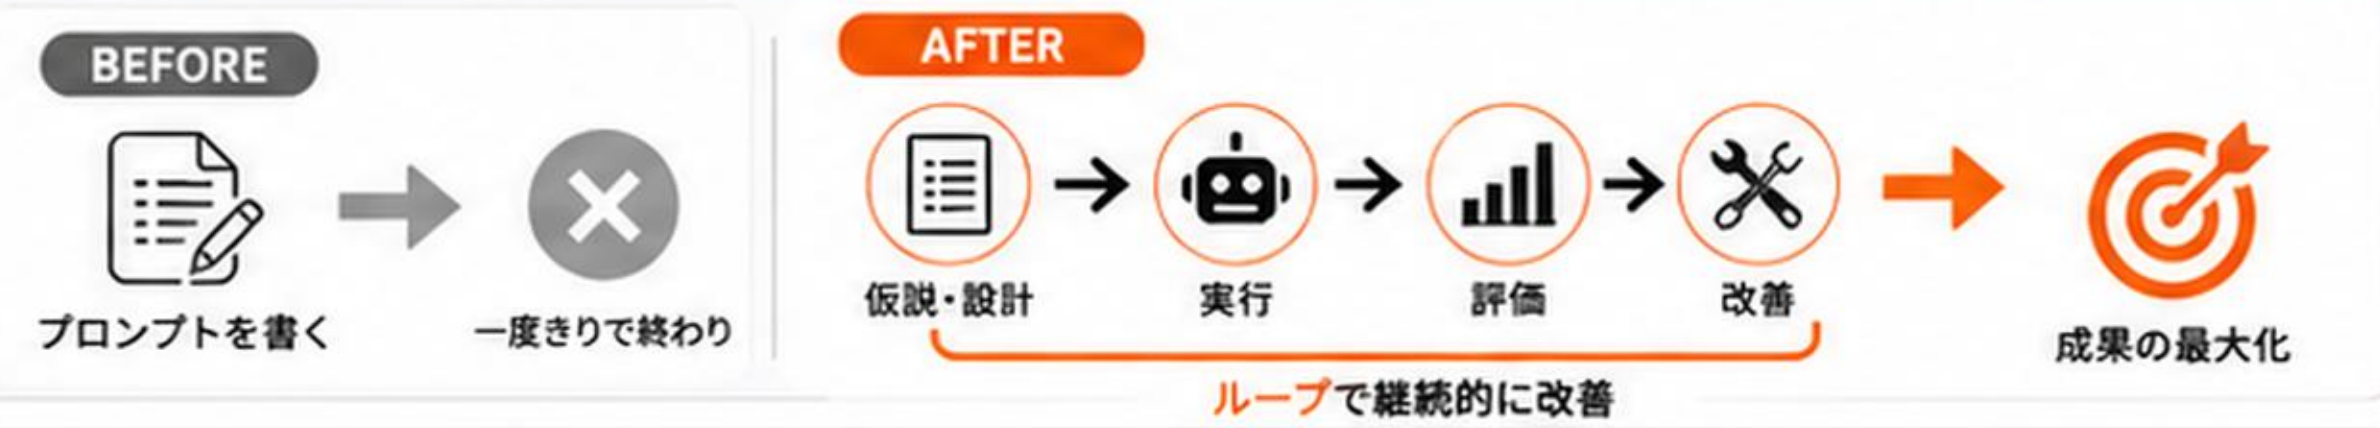 BEFORE
プロンプトを書く
一度きりで終わり
AFTER
仮説・設計
実行
評価
改善
ループで継続的に改善
成果の最大化